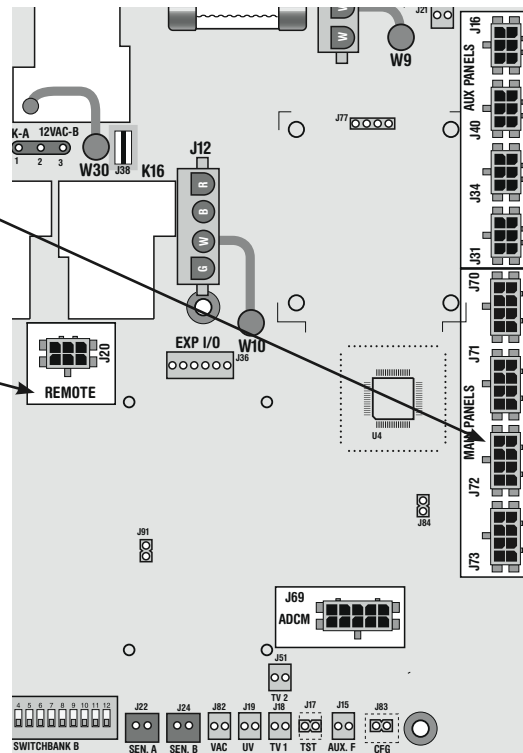 J21
J16
W
W
W9
AUX PANELS
J77
J40
K-A 12VAC-B
1 2 3
W30
J38
K16
J12
R
B
W
G
J34
J31
J70
W10
EXP I/O
J36
J20
REMOTE
J71
U4
MAIN PANELS
J72
J84
J91
J73
J69
ADCM
J51
TV 2
4 5 6 7 8 9 10 11 12
SWITCHBANK B
J22 J24 J82 J19 J18 J17 J15 J83
SEN. A SEN. B VAC UV TV 1 TST AUX. F CFG